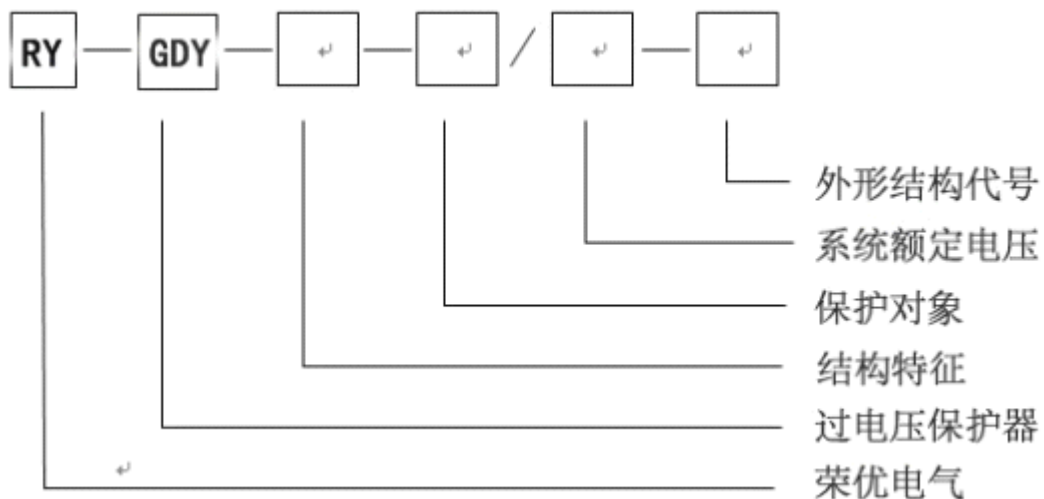 RY — GDY — — / —
外形结构代号
系统额定电压
保护对象
结构特征
过电压保护器
荣优电气